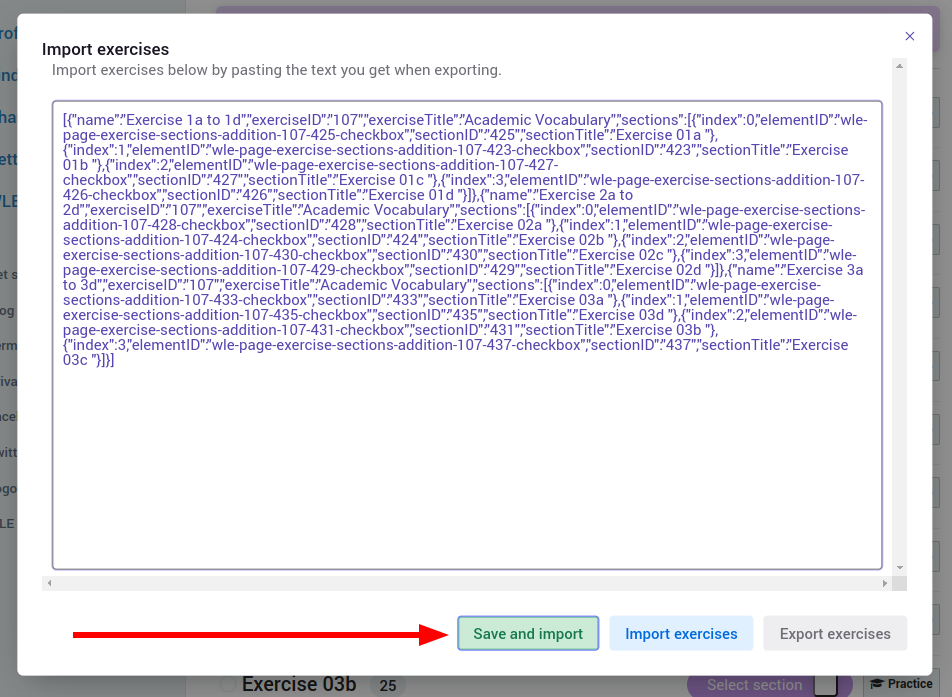 Import exercises
Import exercises below by pasting the text you get when exporting.
[{"name":"Exercise 1a to 1d","exerciseID":"107","exerciseTitle":"Academic Vocabulary","sections":[{"index":0,"elementID":"wle-
page-exercise-sections-addition-107-425-checkbox","sectionID":"425","sectionTitle":"Exercise 01a "},
{"index":1,"elementID":"wle-page-exercise-sections-addition-107-423-checkbox","sectionID":"423","sectionTitle":"Exercise
01b "},{"index":2,"elementID":"wle-page-exercise-sections-addition-107-427-
checkbox","sectionID":"427","sectionTitle":"Exercise 01c "},{"index":3,"elementID":"wle-page-exercise-sections-addition-107-
426-checkbox","sectionID":"426","sectionTitle":"Exercise 01d "}]},{"name":"Exercise 2a to
2d","exerciseID":"107","exerciseTitle":"Academic Vocabulary","sections":[{"index":0,"elementID":"wle-page-exercise-sections-
addition-107-428-checkbox","sectionID":"428","sectionTitle":"Exercise 02a "},{"index":1,"elementID":"wle-page-exercise-
sections-addition-107-424-checkbox","sectionID":"424","sectionTitle":"Exercise 02b "},{"index":2,"elementID":"wle-page-
exercise-sections-addition-107-430-checkbox","sectionID":"430","sectionTitle":"Exercise 02c "},{"index":3,"elementID":"wle-
page-exercise-sections-addition-107-429-checkbox","sectionID":"429","sectionTitle":"Exercise 02d "}]},{"name":"Exercise 3a
to 3d","exerciseID":"107","exerciseTitle":"Academic Vocabulary","sections":[{"index":0,"elementID":"wle-page-exercise-
sections-addition-107-433-checkbox","sectionID":"433","sectionTitle":"Exercise 03a "},{"index":1,"elementID":"wle-page-
exercise-sections-addition-107-435-checkbox","sectionID":"435","sectionTitle":"Exercise 03d "},{"index":2,"elementID":"wle-
page-exercise-sections-addition-107-431-checkbox","sectionID":"431","sectionTitle":"Exercise 03b "},
{"index":3,"elementID":"wle-page-exercise-sections-addition-107-437-checkbox","sectionID":"437","sectionTitle":"Exercise
03c "}]}]
Save and import Import exercises Export exercises
Exercise 03b 25 Select section Practice